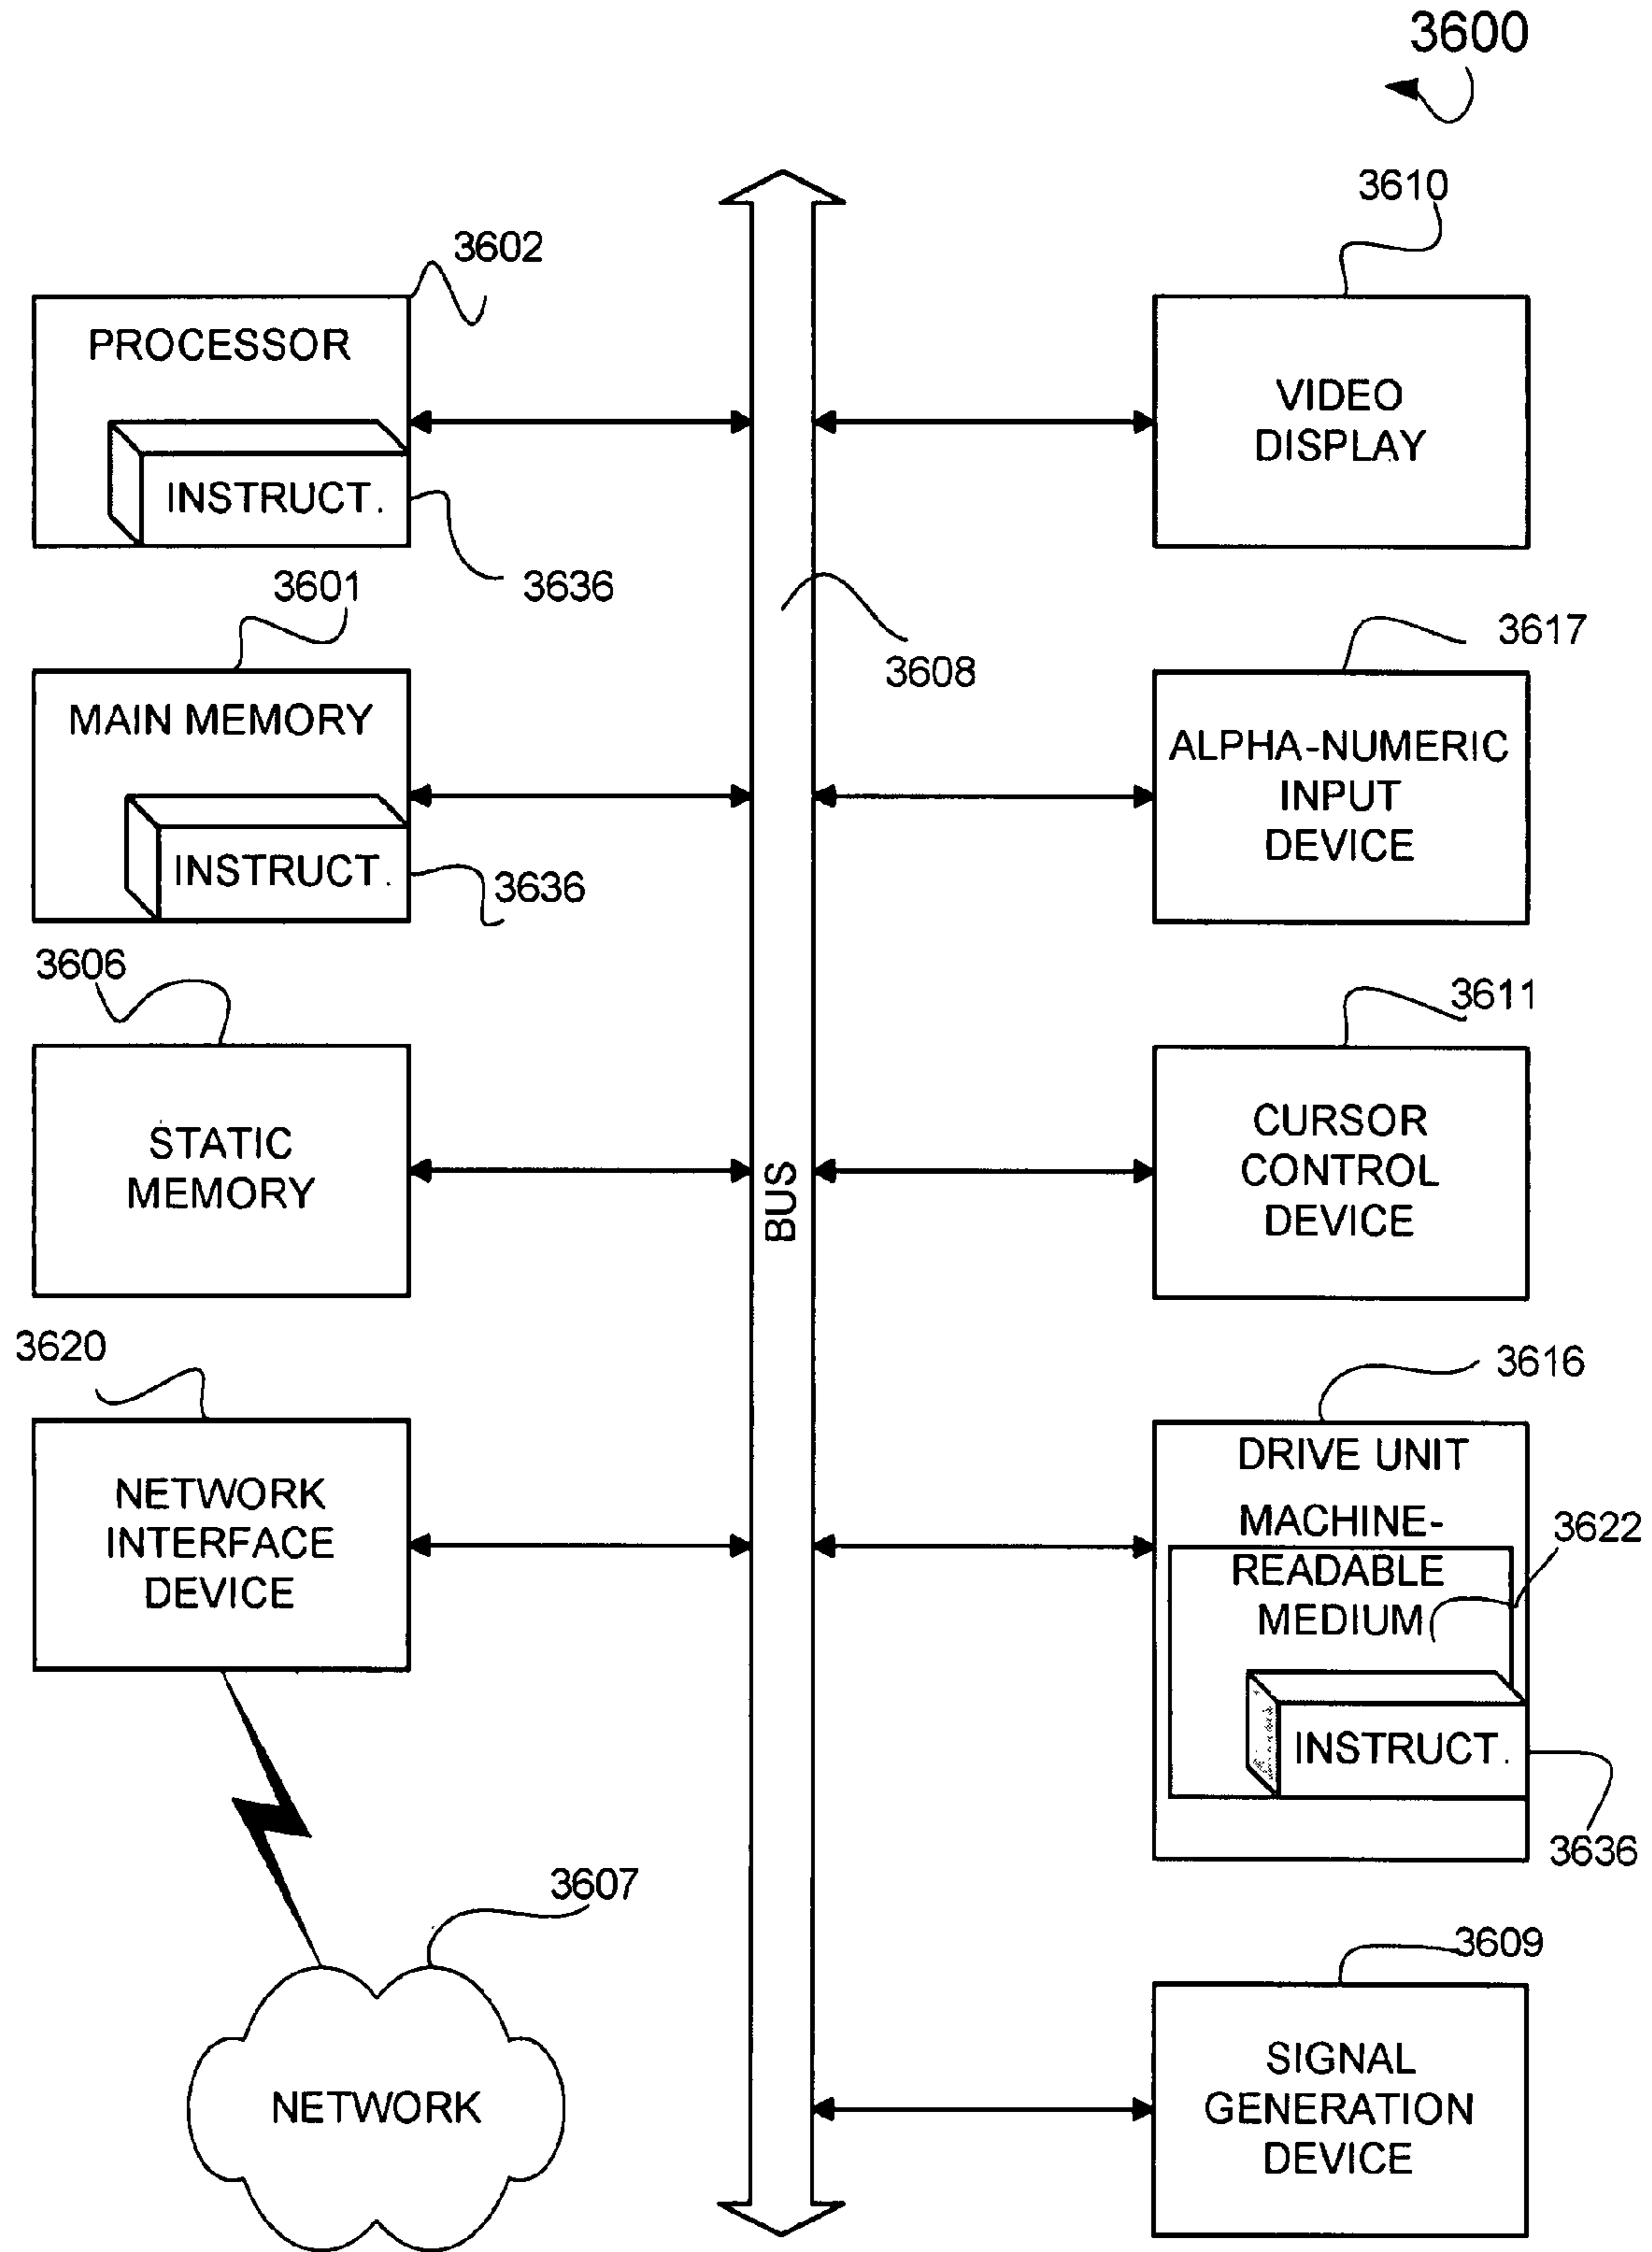 3600
3610
3602
PROCESSOR
INSTRUCT.
3636
VIDEO
DISPLAY
3601
MAIN MEMORY
INSTRUCT.
3636
3608
3617
ALPHA-NUMERIC
INPUT
DEVICE
3606
STATIC
MEMORY
BUS
3611
CURSOR
CONTROL
DEVICE
3620
NETWORK
INTERFACE
DEVICE
3616
DRIVE UNIT
MACHINE-
READABLE
MEDIUM
3622
INSTRUCT.
3636
3607
NETWORK
3609
SIGNAL
GENERATION
DEVICE